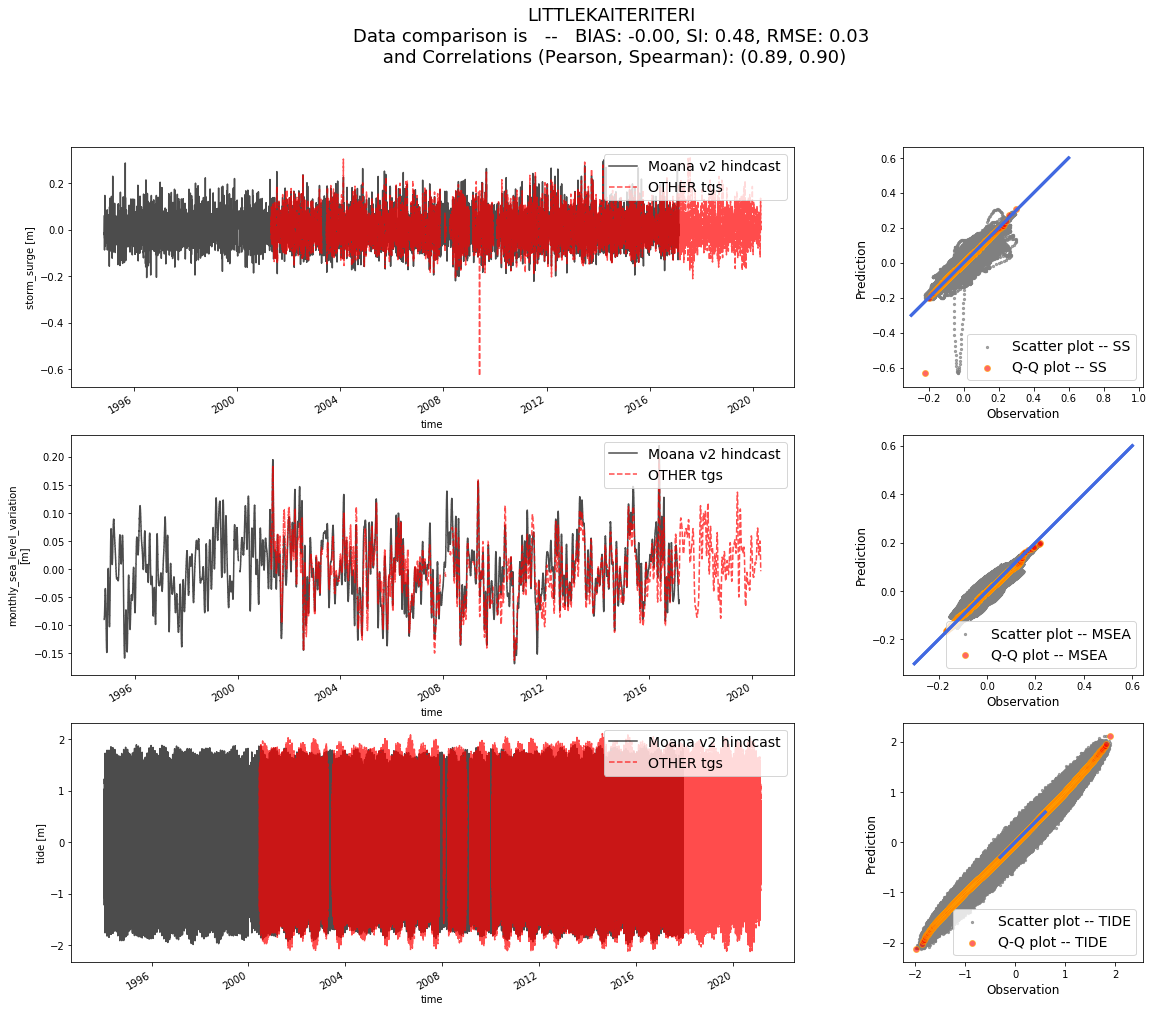 LITTLEKAITERITERI
Data comparison is -- BIAS: -0.00, SI: 0.48, RMSE: 0.03
and Correlations (Pearson, Spearman): (0.89, 0.90)
storm_surge [m]
0.2
0.0
−0.2
−0.4
−0.6
Moana v2 hindcast
OTHER tgs
1996
2000
2004
2008
2012
2016
2020
time
Prediction
0.6
0.4
0.2
0.0
−0.2
−0.4
−0.6
Scatter plot -- SS
Q-Q plot -- SS
−0.2
0.0
0.2
0.4
0.6
0.8
1.0
Observation
monthly_sea_level_variation
[m]
0.20
0.15
0.10
0.05
0.00
−0.05
−0.10
−0.15
Moana v2 hindcast
OTHER tgs
1996
2000
2004
2008
2012
2016
2020
time
Prediction
0.6
0.4
0.2
0.0
−0.2
Scatter plot -- MSEA
Q-Q plot -- MSEA
−0.2
0.0
0.2
0.4
0.6
Observation
tide [m]
2
1
0
−1
−2
Moana v2 hindcast
OTHER tgs
1996
2000
2004
2008
2012
2016
2020
time
Prediction
2
1
0
−1
−2
Scatter plot -- TIDE
Q-Q plot -- TIDE
−2
−1
0
1
2
Observation